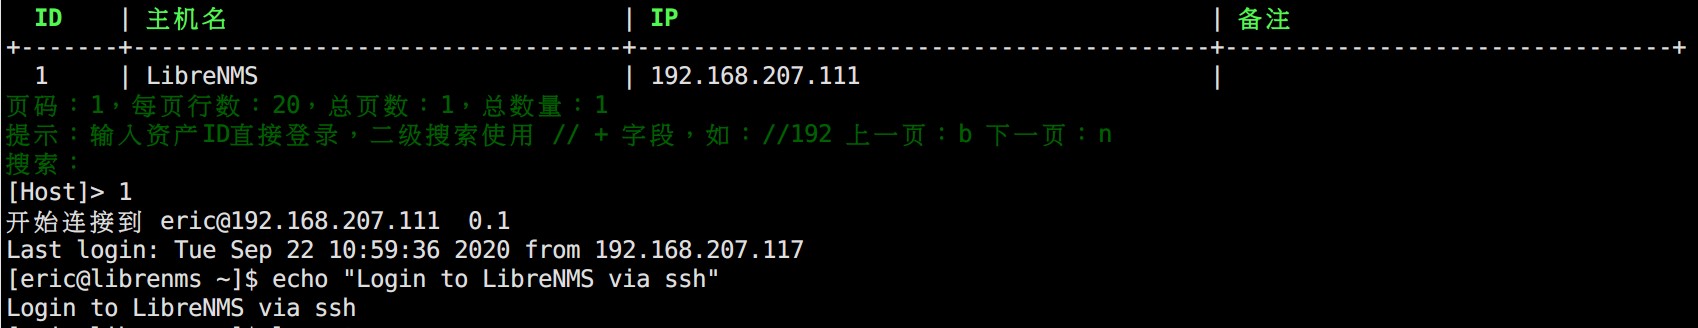 ID | 主机名 | IP | 备注
+-------+-----------------------------------+-----------------------------------------+--------------------------------+
1 | LibreNMS | 192.168.207.111 |
页码：1，每页行数：20，总页数：1，总数量：1
提示：输入资产ID直接登录，二级搜索使用 // + 字段，如：//192 上一页：b 下一页：n
搜索：
[Host]> 1
开始连接到 eric@192.168.207.111  0.1
Last login: Tue Sep 22 10:59:36 2020 from 192.168.207.117
[eric@librenms ~]$ echo "Login to LibreNMS via ssh"
Login to LibreNMS via ssh